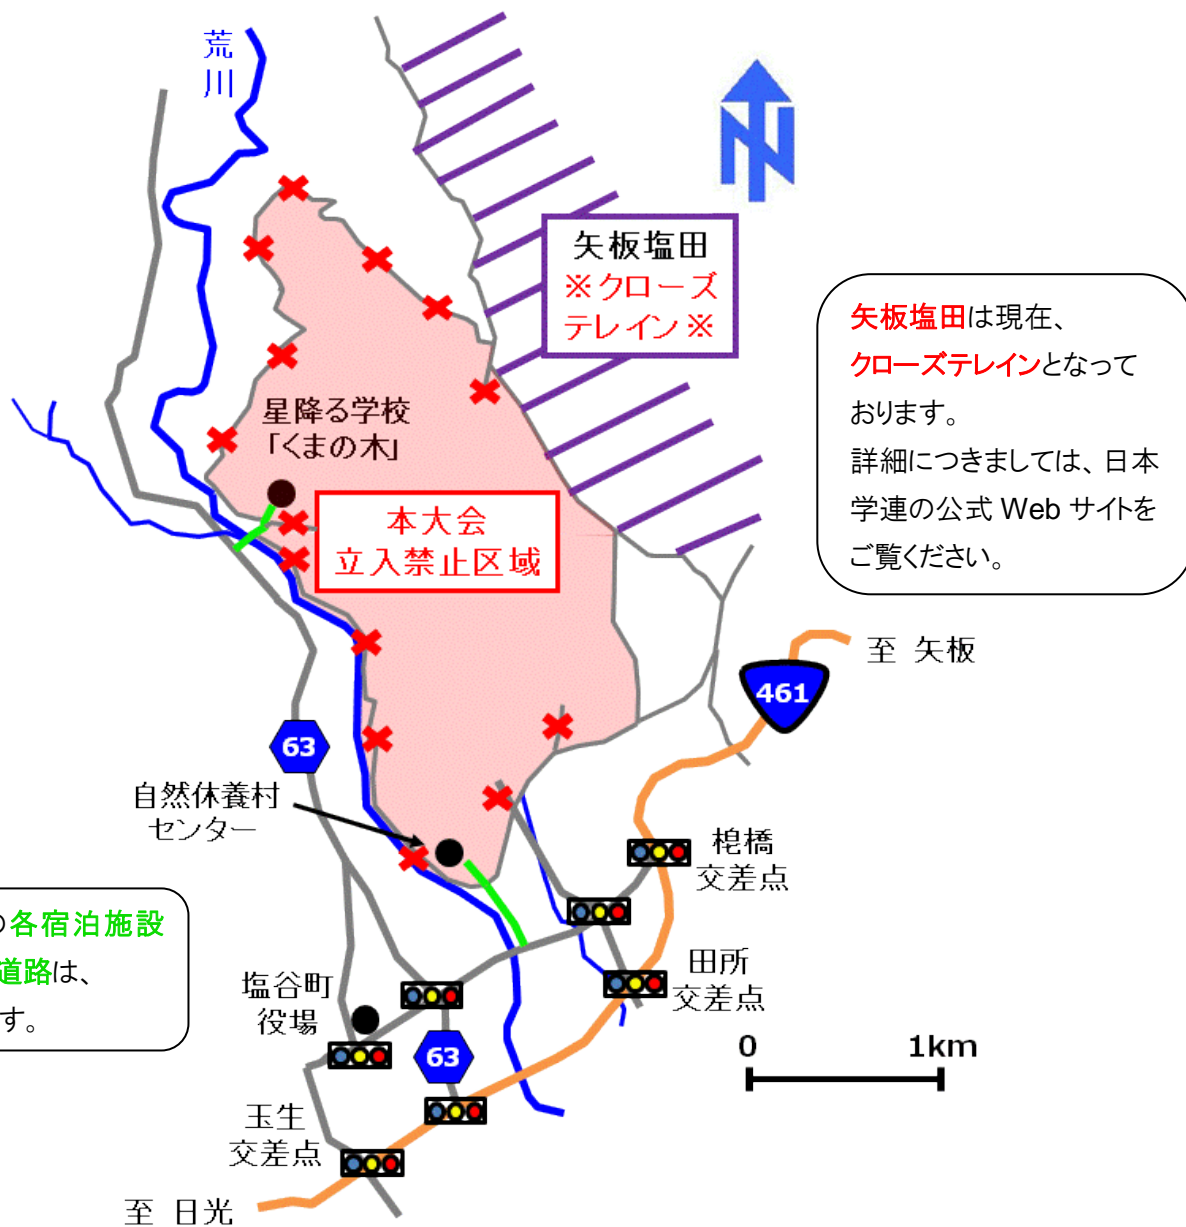 荒
川
N
矢板塩田
※クローズ
テレイン※
矢板塩田は現在、
クローズテレインとなって
おります。
詳細につきましては、日本
学連の公式 Web サイトを
ご覧ください。
星降る学校
「くまの木」
本大会
立入禁止区域
至 矢板
461
63
自然休養村
センター
梍橋
交差点
各宿泊施設
道路は、
す。
塩谷町
役場
田所
交差点
63
0 1km
玉生
交差点
至 日光